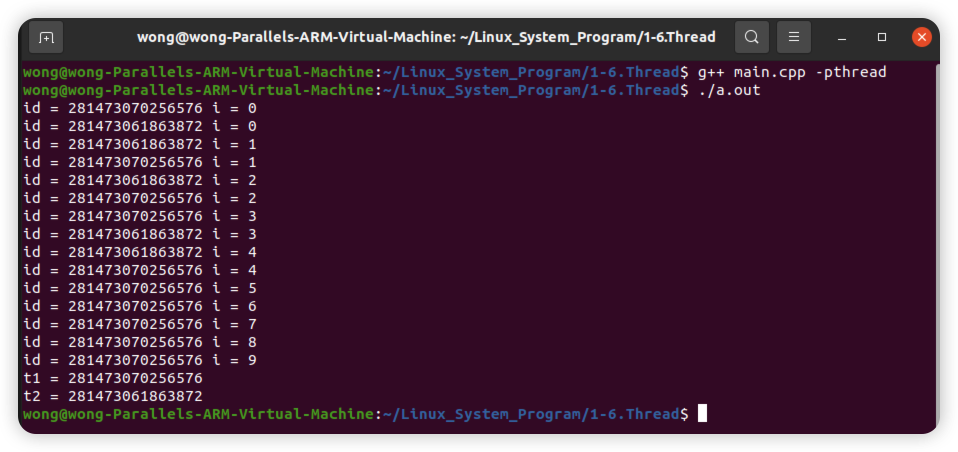 wong@wong-Parallels-ARM-Virtual-Machine: ~/Linux_System_Program/1-6.Thread
wong@wong-Parallels-ARM-Virtual-Machine:~/Linux_System_Program/1-6.Thread$ g++ main.cpp -pthread
wong@wong-Parallels-ARM-Virtual-Machine:~/Linux_System_Program/1-6.Thread$ ./a.out
id = 281473070256576 i = 0
id = 281473061863872 i = 0
id = 281473061863872 i = 1
id = 281473070256576 i = 1
id = 281473061863872 i = 2
id = 281473070256576 i = 2
id = 281473070256576 i = 3
id = 281473061863872 i = 3
id = 281473061863872 i = 4
id = 281473070256576 i = 4
id = 281473070256576 i = 5
id = 281473070256576 i = 6
id = 281473070256576 i = 7
id = 281473070256576 i = 8
id = 281473070256576 i = 9
t1 = 281473070256576
t2 = 281473061863872
wong@wong-Parallels-ARM-Virtual-Machine:~/Linux_System_Program/1-6.Thread$